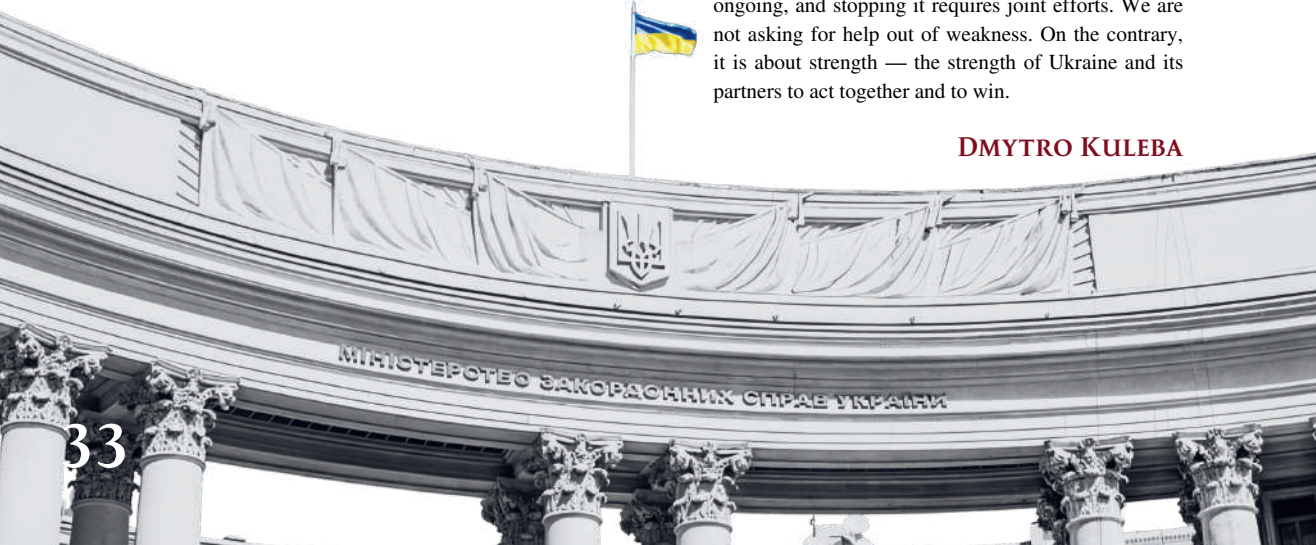 ongoing, and stopping it requires joint efforts. We are
not asking for help out of weakness. On the contrary,
it is about strength — the strength of Ukraine and its
partners to act together and to win.
DMYTRO KULEBA
МІНІСТЕРСТВО ЗАКОРДОННИХ СПРАВ УКРАЇНИ
33